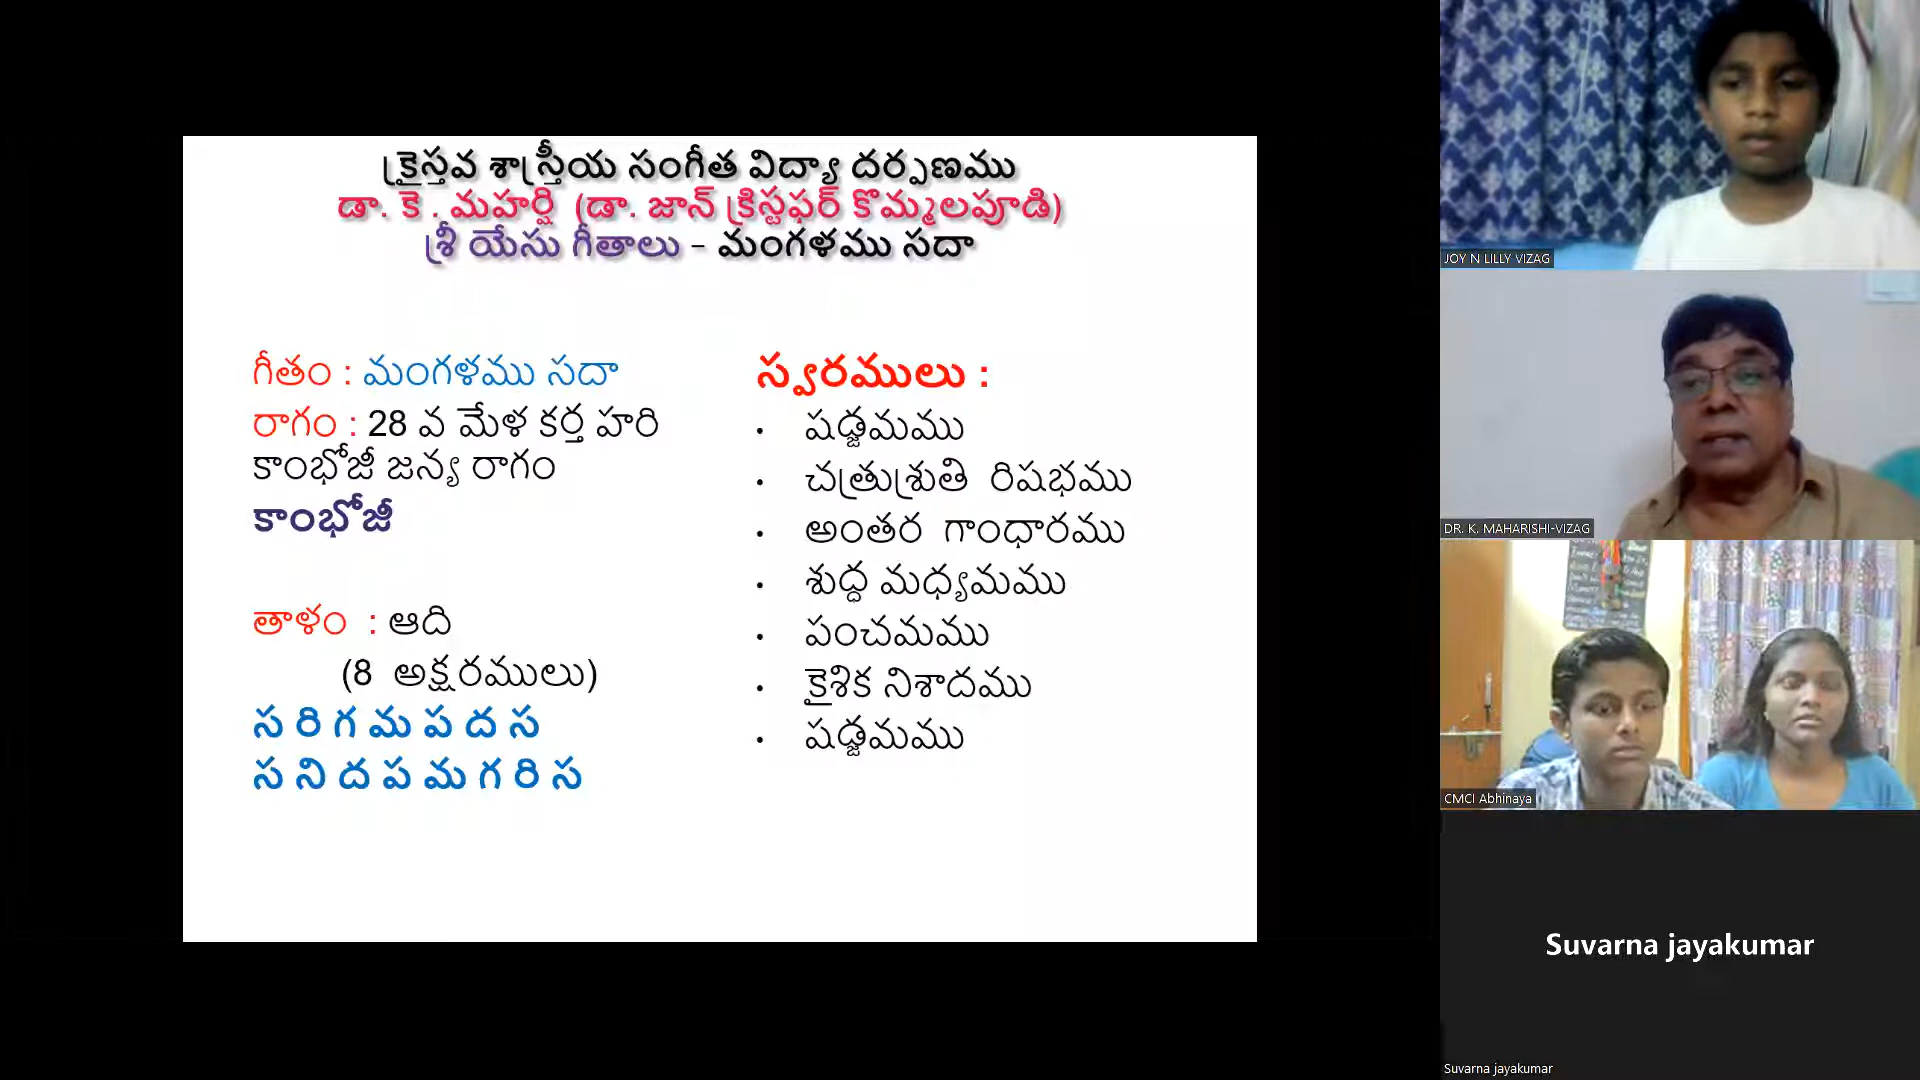 క్రైస్తవ శాస్త్రీయ సంగీత విద్యా దర్పణము
డా. కె . మహర్షి (డా. జాన్ క్రిస్టఫర్ కొమ్మలపూడి)
శ్రీ యేసు గీతాలు - మంగళము సదా
గీతం : మంగళము సదా
రాగం : 28 వ మేళ కర్త హరి
కాంభోజీ జన్య రాగం
కాంభోజీ
తాళం : ఆది
(8 అక్షరములు)
స రి గ మ ప ద స
స ని ద ప మ గ రి స
స్వరములు :
• షడ్జమము
• చత్రుశ్రుతి రిషభము
• అంతర గాంధారము
• శుద్ధ మధ్యమము
• పంచమము
• కైశిక నిశాదము
• షడ్జమము
JOY N LILLY VIZAG
DR. K. MAHARISHI-VIZAG
CMCI Abhinaya
Suvarna jayakumar
Suvarna jayakumar